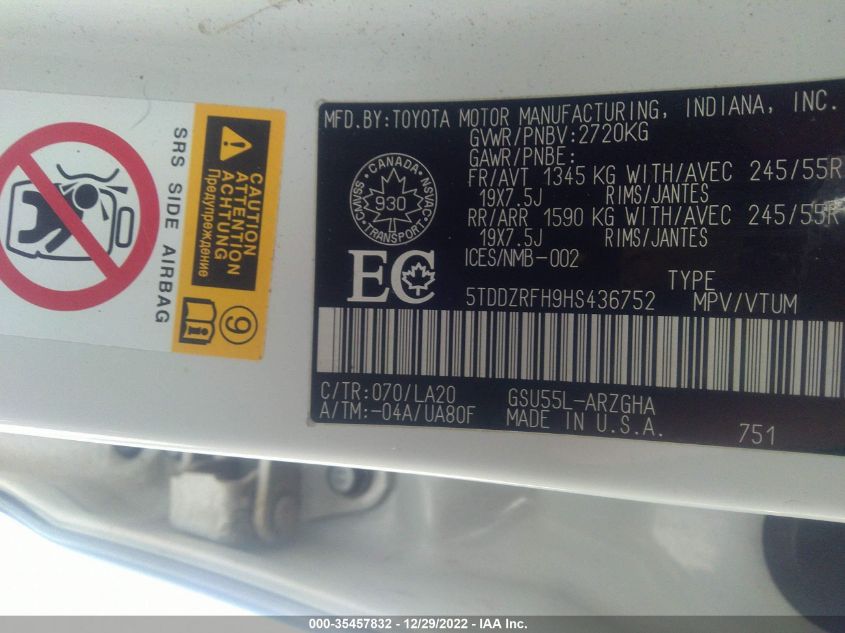 SRS SIDE AIRBAG
CAUTION
ATTENTION
ACHTUNG
Предупреждение
9
MFD.BY:TOYOTA MOTOR MANUFACTURING, INDIANA, INC.
GVWR/PNBV:2720KG
GAWR/PNBE:
FR/AVT 1345 KG WITH/AVEC 245/55R
19X7.5J RIMS/JANTES
RR/ARR 1590 KG WITH/AVEC 245/55R
19X7.5J RIMS/JANTES
ICES/NMB-002
CANADA
CMVSS
NSVAC
930
TRANSPORT
EC
TYPE
5TDDZRFH9HS436752 MPV/VTUM
C/TR:070/LA20 GSU55L-ARZGHA
A/TM:-04A/UA80F MADE IN U.S.A.
751
000-35457832 - 12/29/2022 - IAA Inc.